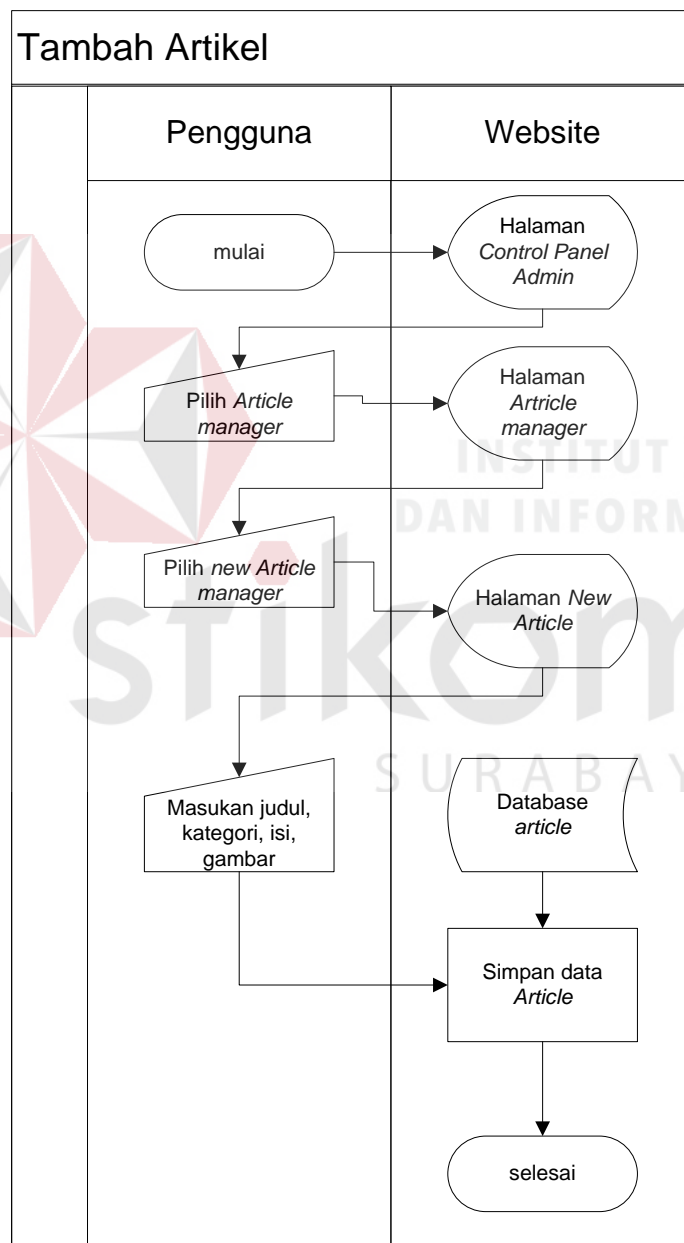 Tambah Artikel
Pengguna
Website
mulai
Halaman
Control Panel
Admin
Pilih Article
manager
Halaman
Artricle
manager
INSTITUT
DAN INFORM
Pilih new Article
manager
Halaman New
Article
stikom
SURABAY
Masukan judul,
kategori, isi,
gambar
Database
article
Simpan data
Article
selesai